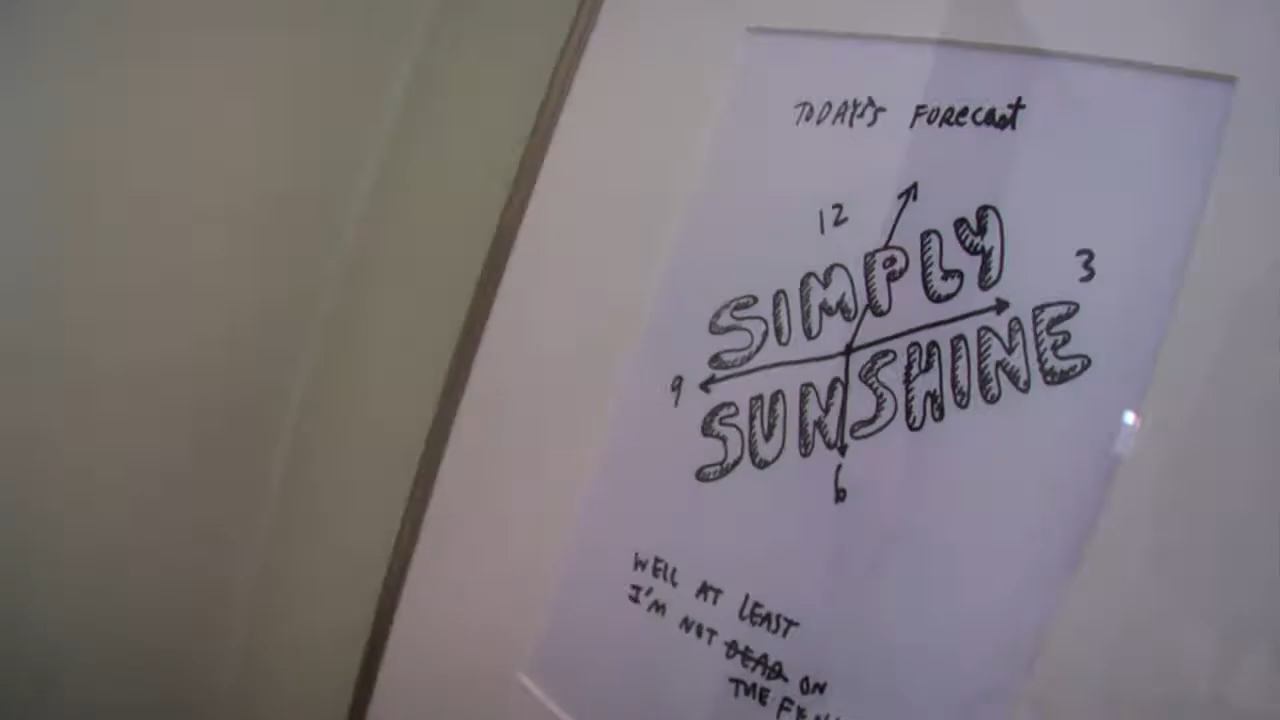 TODAY'S FORECAST
12
SIMPLY
3
9
SUNSHINE
6
WELL AT LEAST
I'M NOT DEAD ON
THE